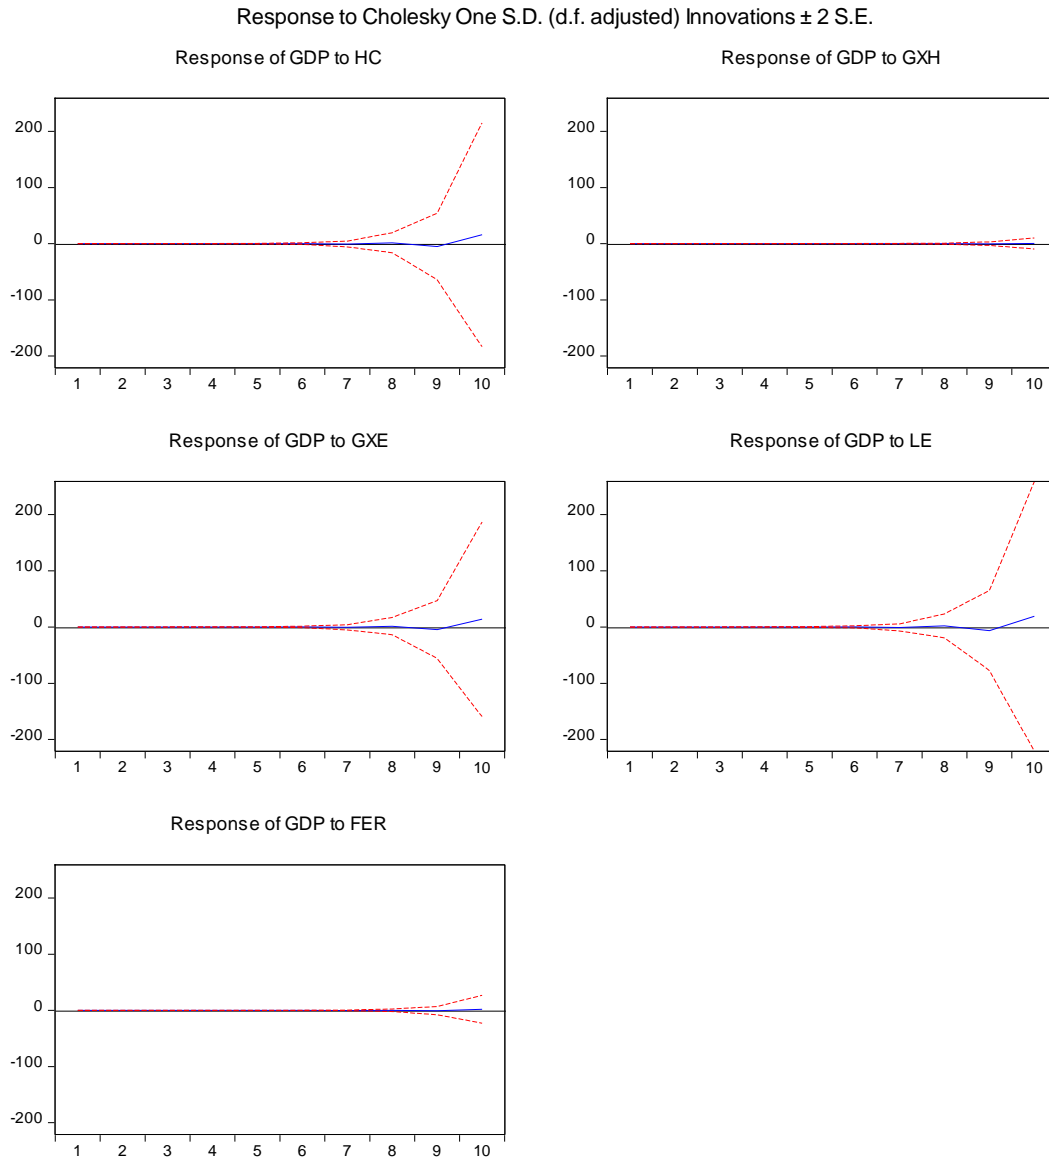 Response to Cholesky One S.D. (d.f. adjusted) Innovations ± 2 S.E.
Response of GDP to HC
200
100
0
-100
-200
1 2 3 4 5 6 7 8 9 10
Response of GDP to GXH
200
100
0
-100
-200
1 2 3 4 5 6 7 8 9 10
Response of GDP to GXE
200
100
0
-100
-200
1 2 3 4 5 6 7 8 9 10
Response of GDP to LE
200
100
0
-100
-200
1 2 3 4 5 6 7 8 9 10
Response of GDP to FER
200
100
0
-100
-200
1 2 3 4 5 6 7 8 9 10